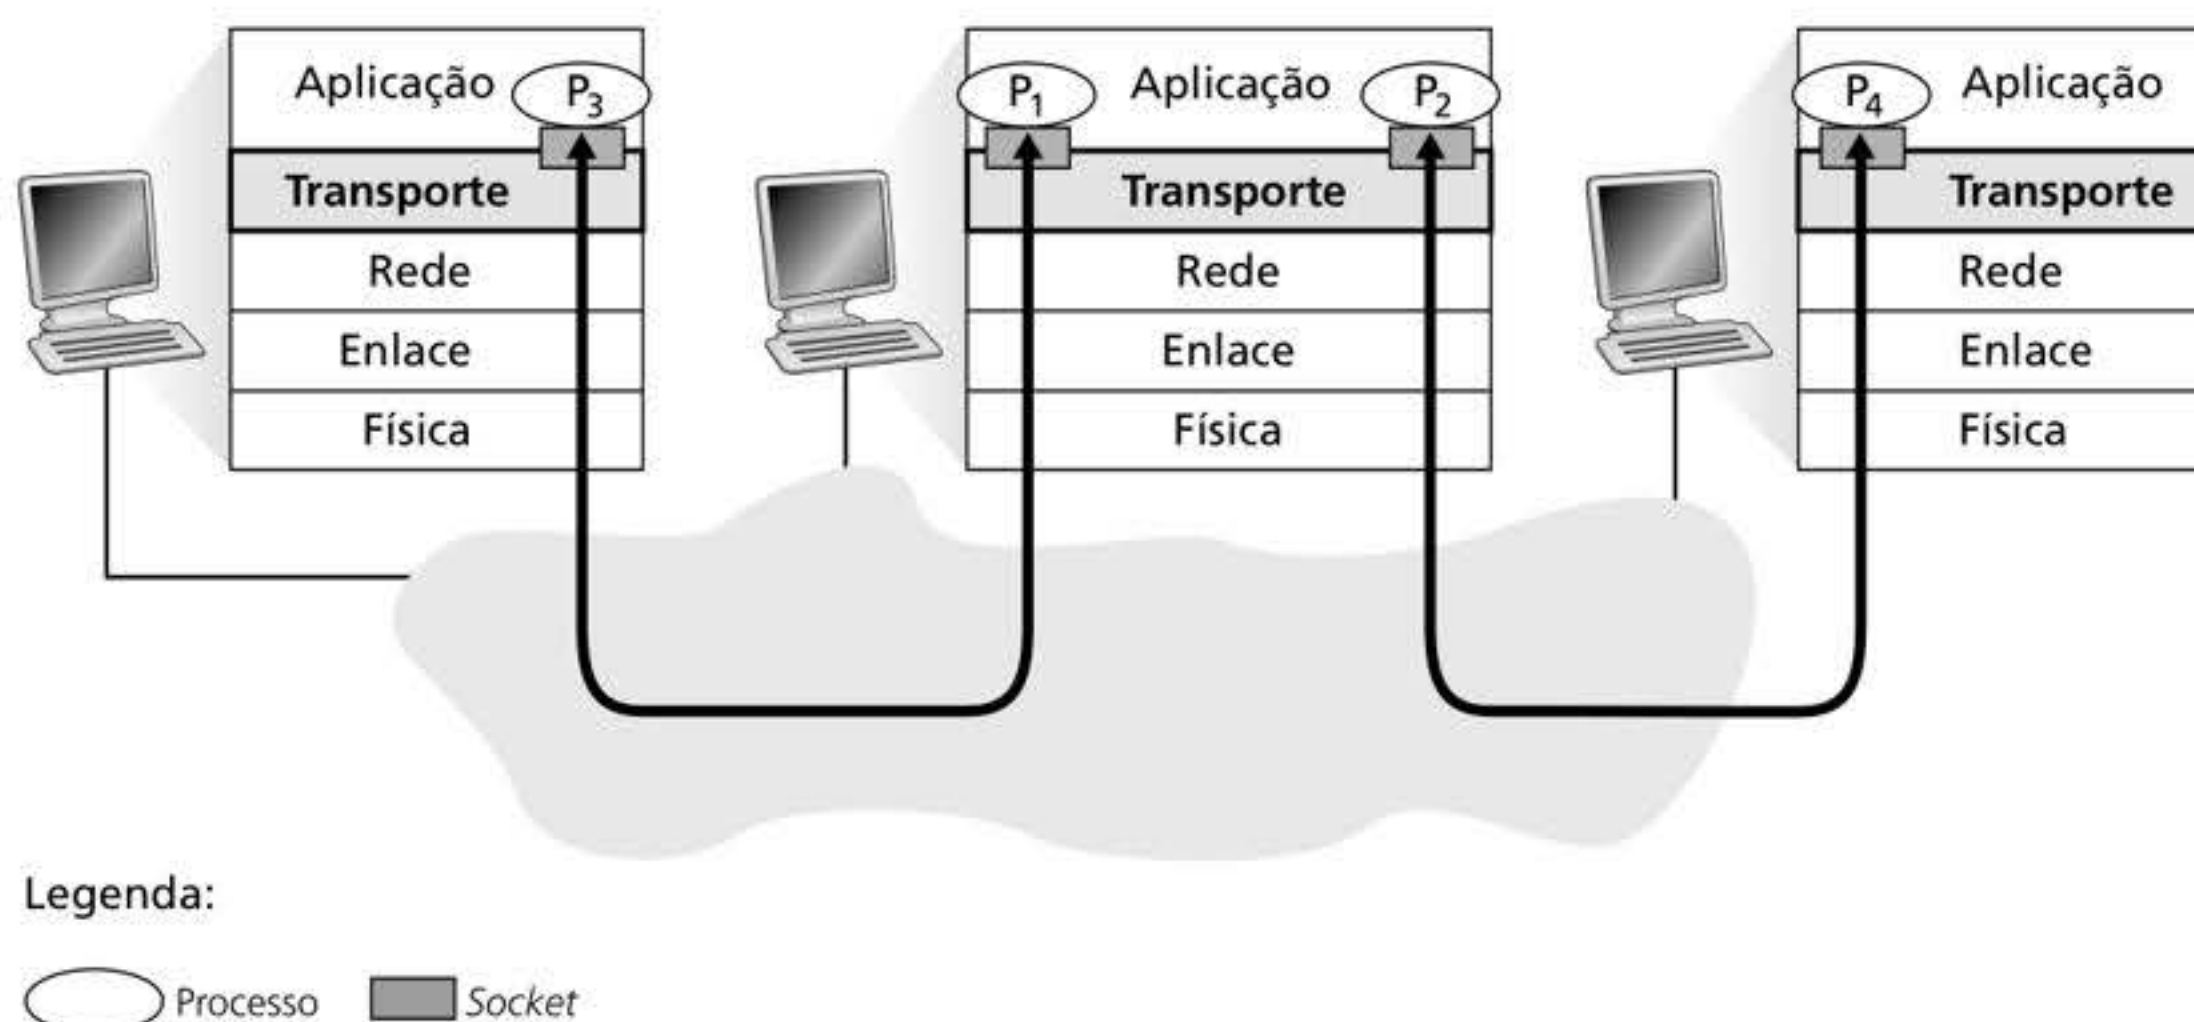 Aplicação P3
Transporte
Rede
Enlace
Física
P1 Aplicação P2
Transporte
Rede
Enlace
Física
P4 Aplicação
Transporte
Rede
Enlace
Física
Legenda:
Processo Socket